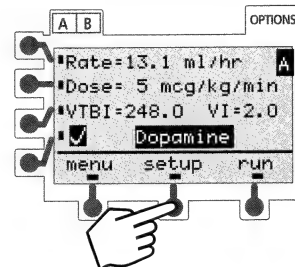 A B
OPTIONS
Rate=13.1 ml/hr A
Dose= 5 mcg/kg/min
VTBI=248.0 VI=2.0
Dopamine
menu setup run